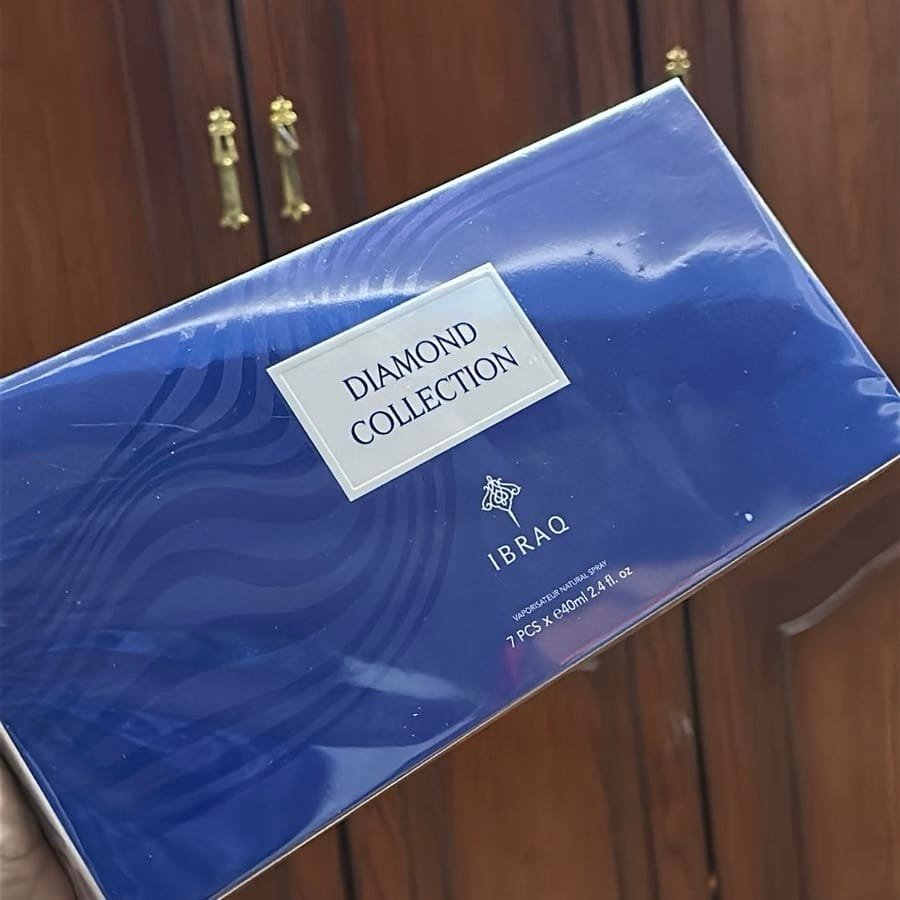 DIAMOND
COLLECTION
IBRAQ
VAPORISATEUR NATURAL SPRAY
7 PCS x ℮40ml 2.4 fl. oz